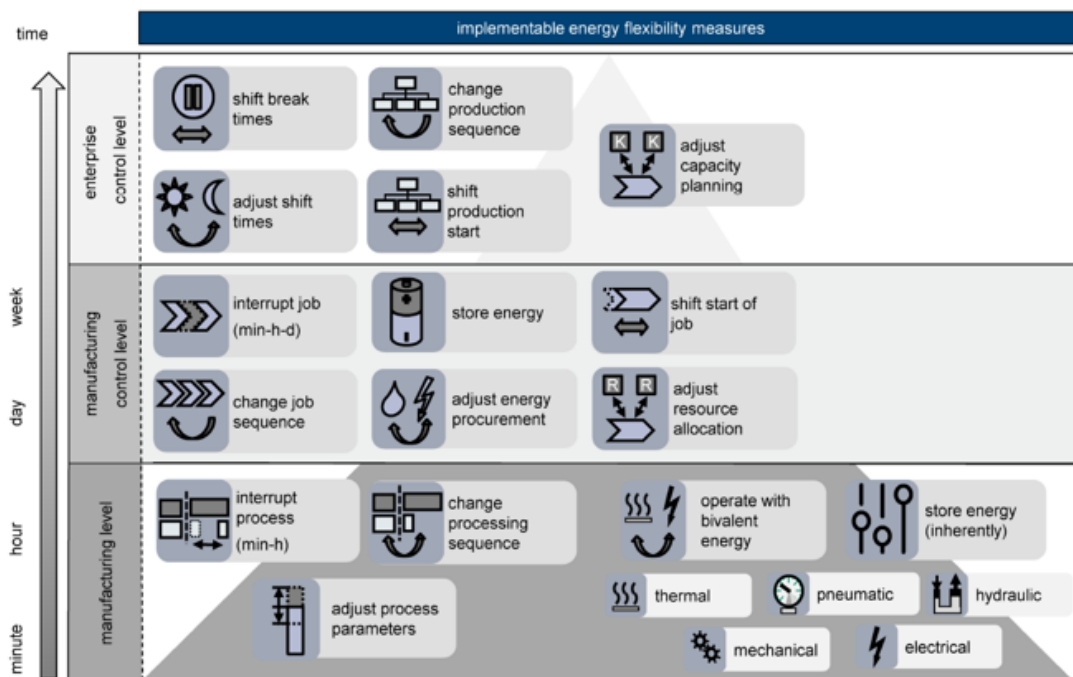 time
implementable energy flexibility measures
enterprise
control level
shift break
times
change
production
sequence
K K
adjust
capacity
planning
adjust shift
times
shift
production
start
week
day
manufacturing
control level
interrupt job
(min-h-d)
store energy
shift start of
job
change job
sequence
adjust energy
procurement
R R
adjust
resource
allocation
hour
minute
manufacturing level
interrupt
process
(min-h)
change
processing
sequence
operate with
bivalent
energy
store energy
(inherently)
adjust process
parameters
thermal
pneumatic
hydraulic
mechanical
electrical